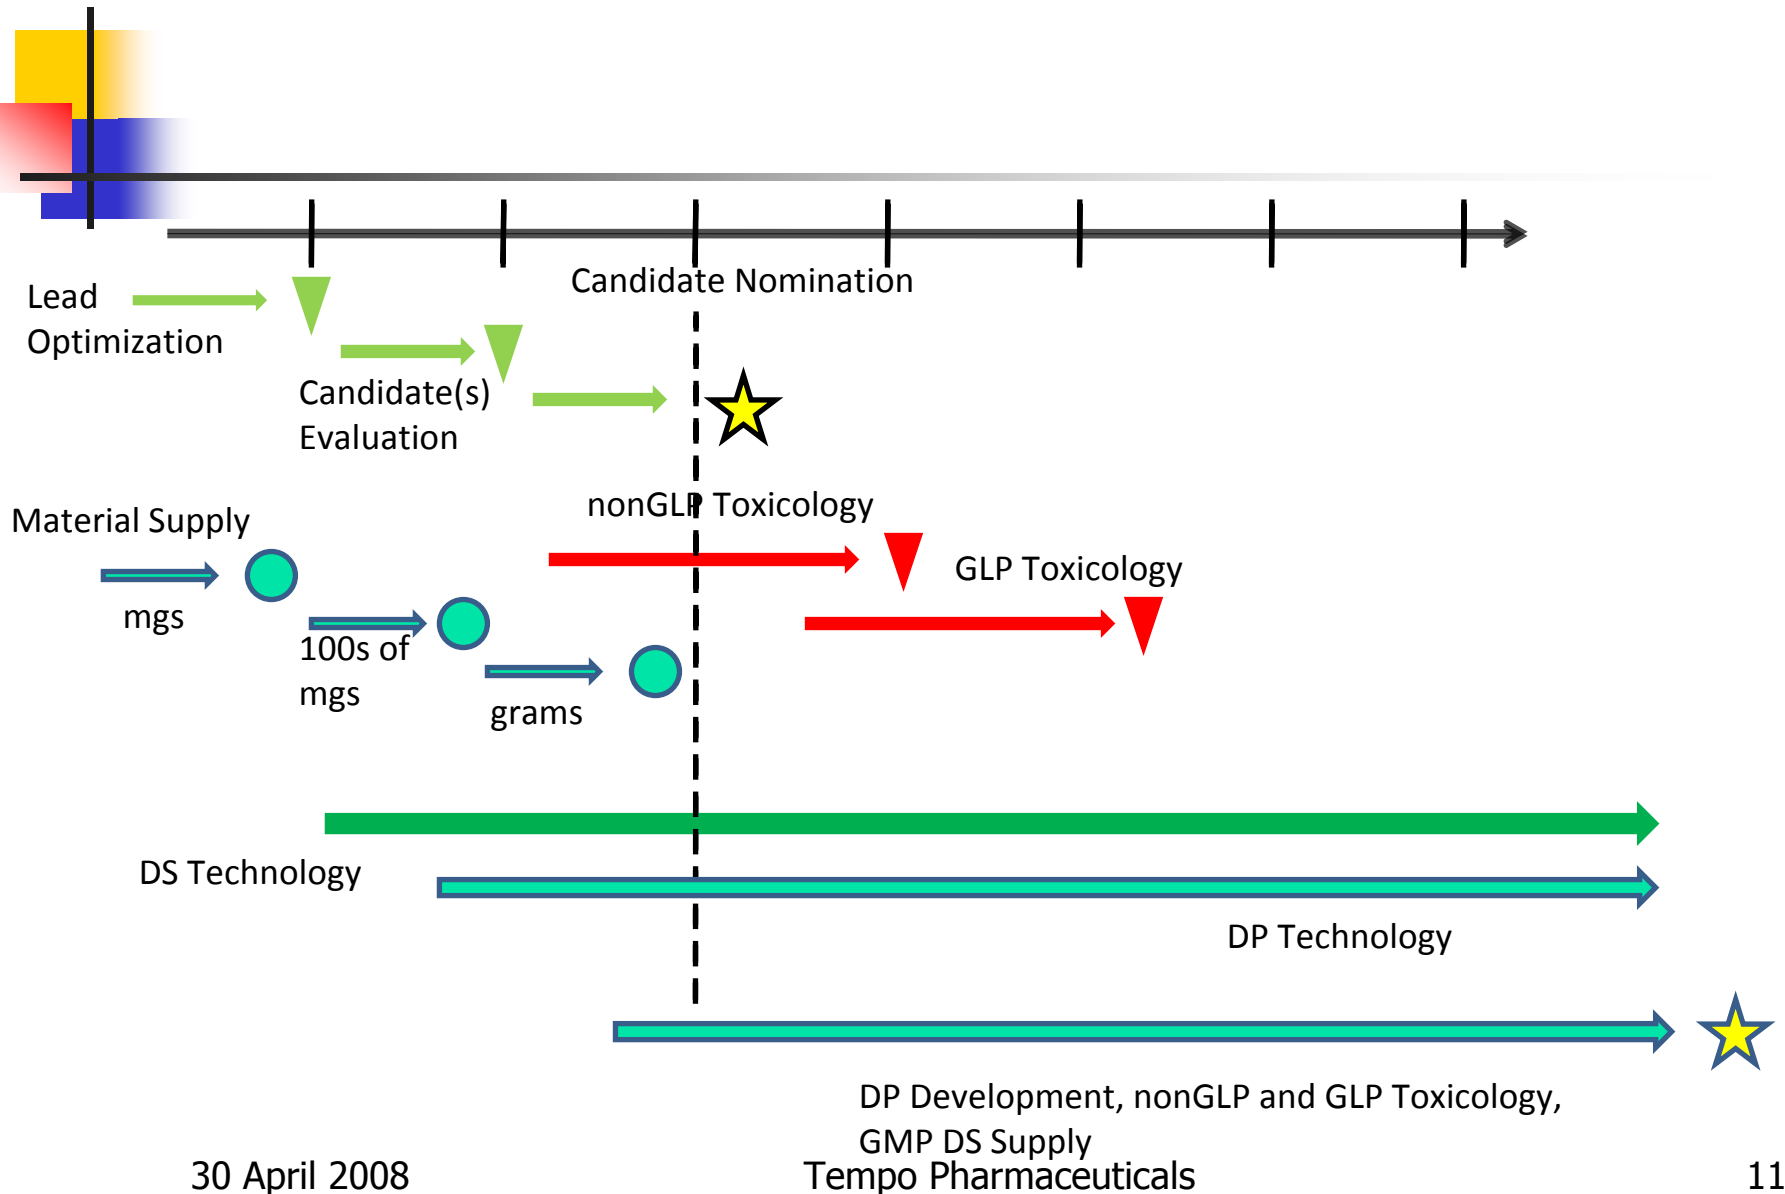 Candidate Nomination
Lead
Optimization
Candidate(s)
Evaluation
nonGLP Toxicology
Material Supply
GLP Toxicology
mgs
100s of
mgs
grams
DS Technology
DP Technology
DP Development, nonGLP and GLP Toxicology,
GMP DS Supply
30 April 2008
Tempo Pharmaceuticals
11